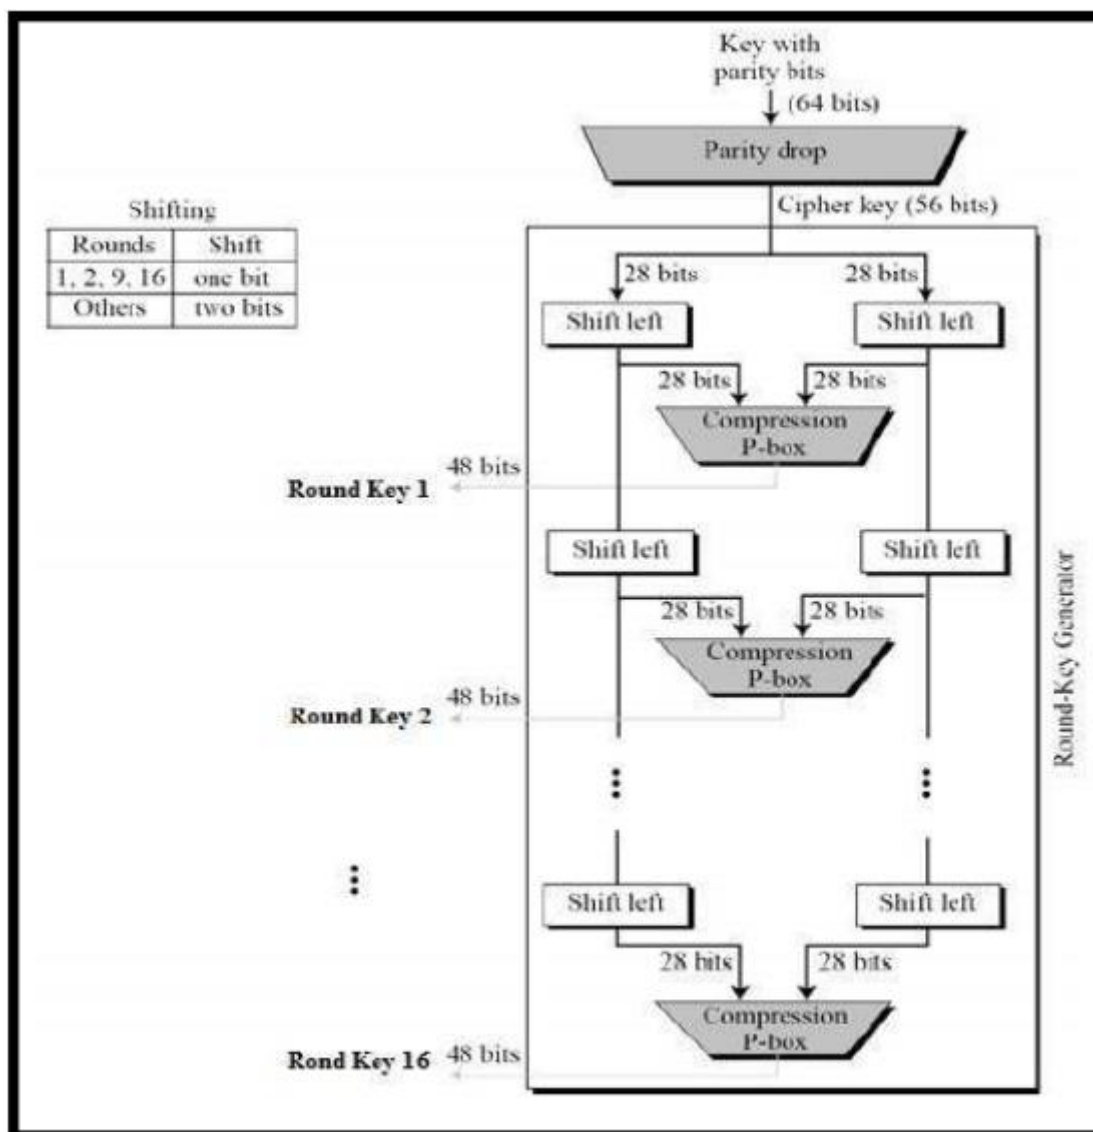 Key with
parity bits
(64 bits)
Parity drop
Cipher key (56 bits)
Shifting
Rounds Shift
1, 2, 9, 16 one bit
Others two bits
28 bits 28 bits
Shift left Shift left
28 bits 28 bits
Compression
P-box
48 bits
Round Key 1
Shift left Shift left
28 bits 28 bits
Compression
P-box
48 bits
Round Key 2
Round-Key Generator
Shift left Shift left
28 bits 28 bits
Compression
P-box
48 bits
Rond Key 16